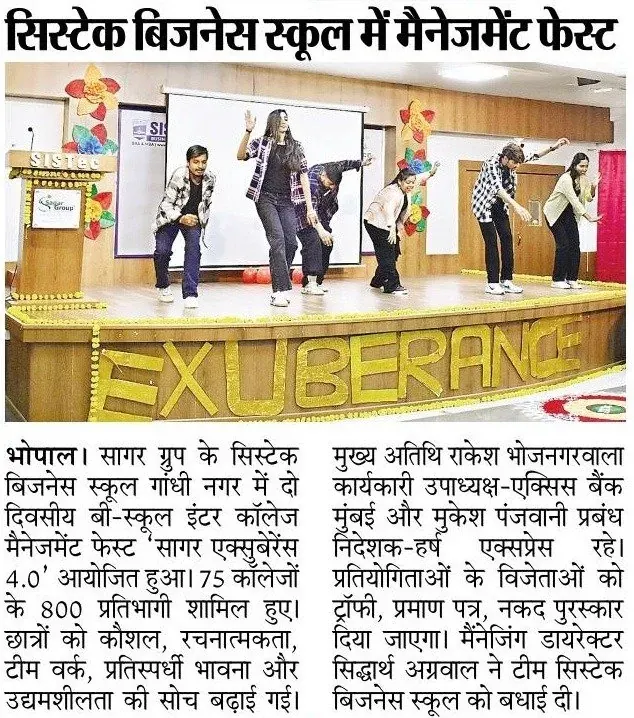 सिस्टेक बिजनेस स्कूल में मैनेजमेंट फेस्ट
SIS
SISTec
Sagar
Group
EXUBERANCE
भोपाल। सागर ग्रुप के सिस्टेक
बिजनेस स्कूल गांधी नगर में दो
दिवसीय बी-स्कूल इंटर कॉलेज
मैनेजमेंट फेस्ट ‘सागर एक्सुबेरेंस
4.0’ आयोजित हुआ। 75 कॉलेजों
के 800 प्रतिभागी शामिल हुए।
छात्रों को कौशल, रचनात्मकता,
टीम वर्क, प्रतिस्पर्धी भावना और
उद्यमशीलता की सोच बढ़ाई गई।
मुख्य अतिथि राकेश भोजनगरवाला
कार्यकारी उपाध्यक्ष-एक्सिस बैंक
मुंबई और मुकेश पंजवानी प्रबंध
निदेशक-हर्ष एक्सप्रेस रहे।
प्रतियोगिताओं के विजेताओं को
ट्रॉफी, प्रमाण पत्र, नकद पुरस्कार
दिया जाएगा। मैंनेजिंग डायरेक्टर
सिद्धार्थ अग्रवाल ने टीम सिस्टेक
बिजनेस स्कूल को बधाई दी।